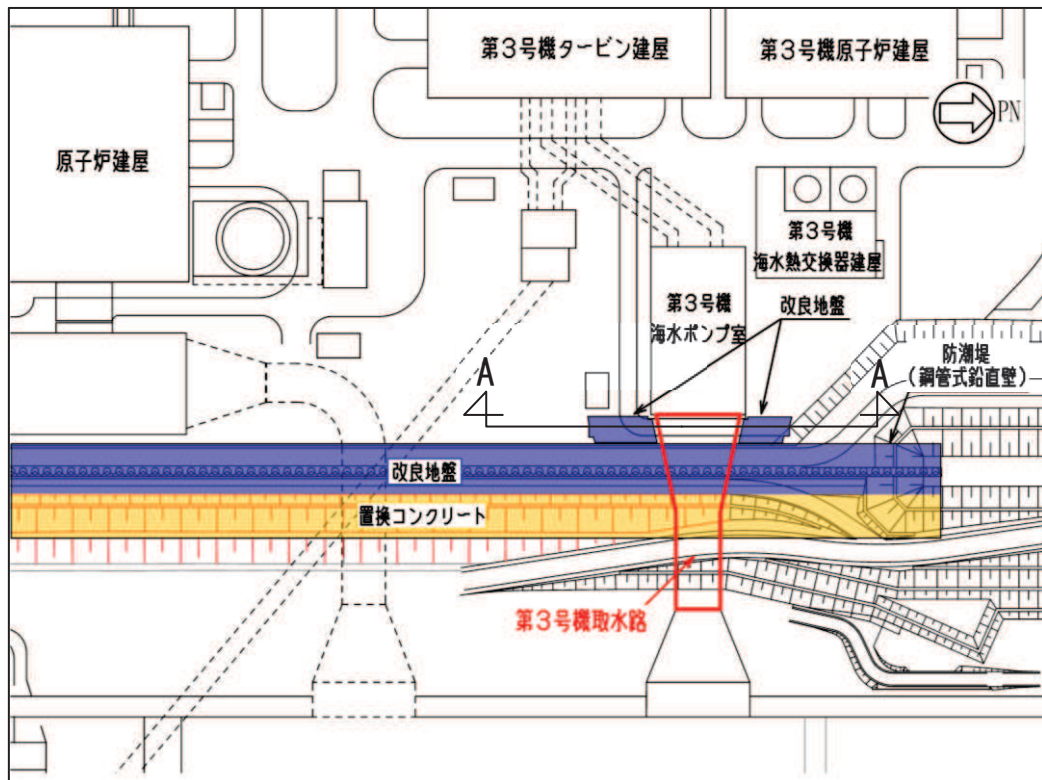 第3号機タービン建屋
第3号機原子炉建屋
PN
原子炉建屋
第3号機
海水熱交換器建屋
第3号機
海水ポンプ室
改良地盤
防潮堤
(鋼管式鉛直壁)
A
A
改良地盤
置換コンクリート
第3号機取水路